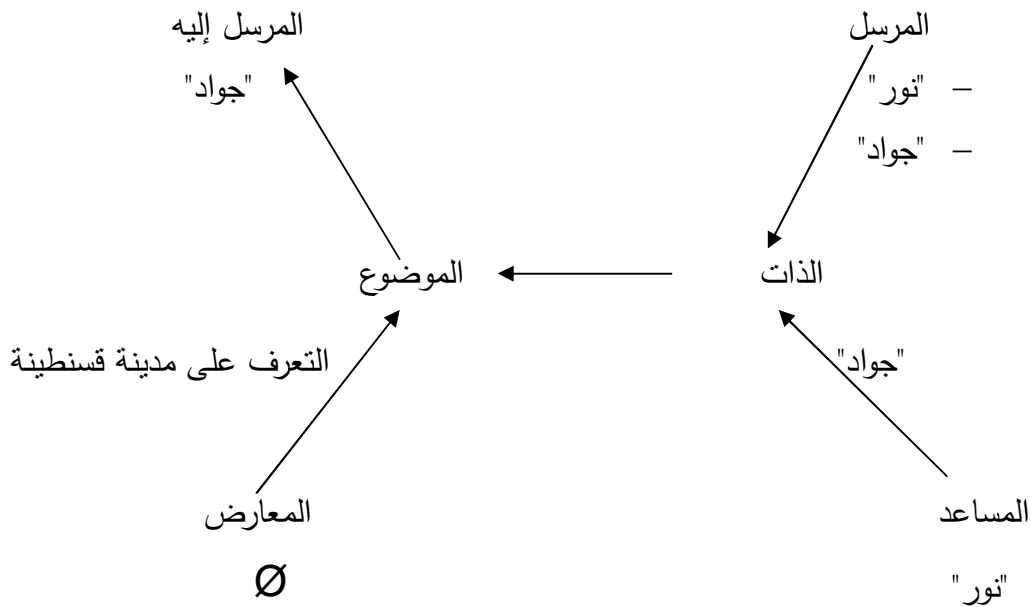 المرسل
– "نور"
– "جواد"
المرسل إليه
"جواد"
الذات
الموضوع
"جواد"
التعرف على مدينة قسنطينة
المساعد
"نور"
المعارض
Ø